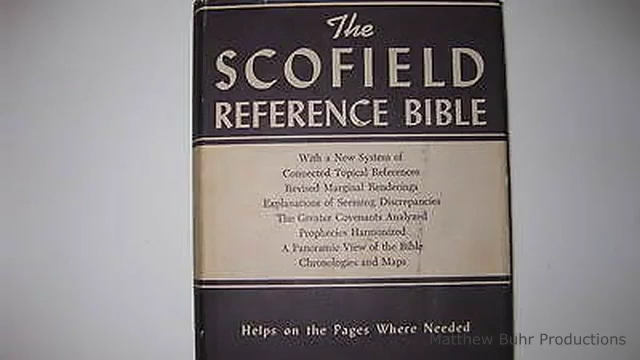 The
SCOFIELD
REFERENCE BIBLE
With a New System of
Connected Topical References
Revised Marginal Renderings
Explanations of Seeming Discrepancies
The Greater Covenants Analyzed
Prophecies Harmonized
A Panoramic View of the Bible
Chronologies and Maps
Helps on the Pages Where Needed
Matthew Buhr Productions